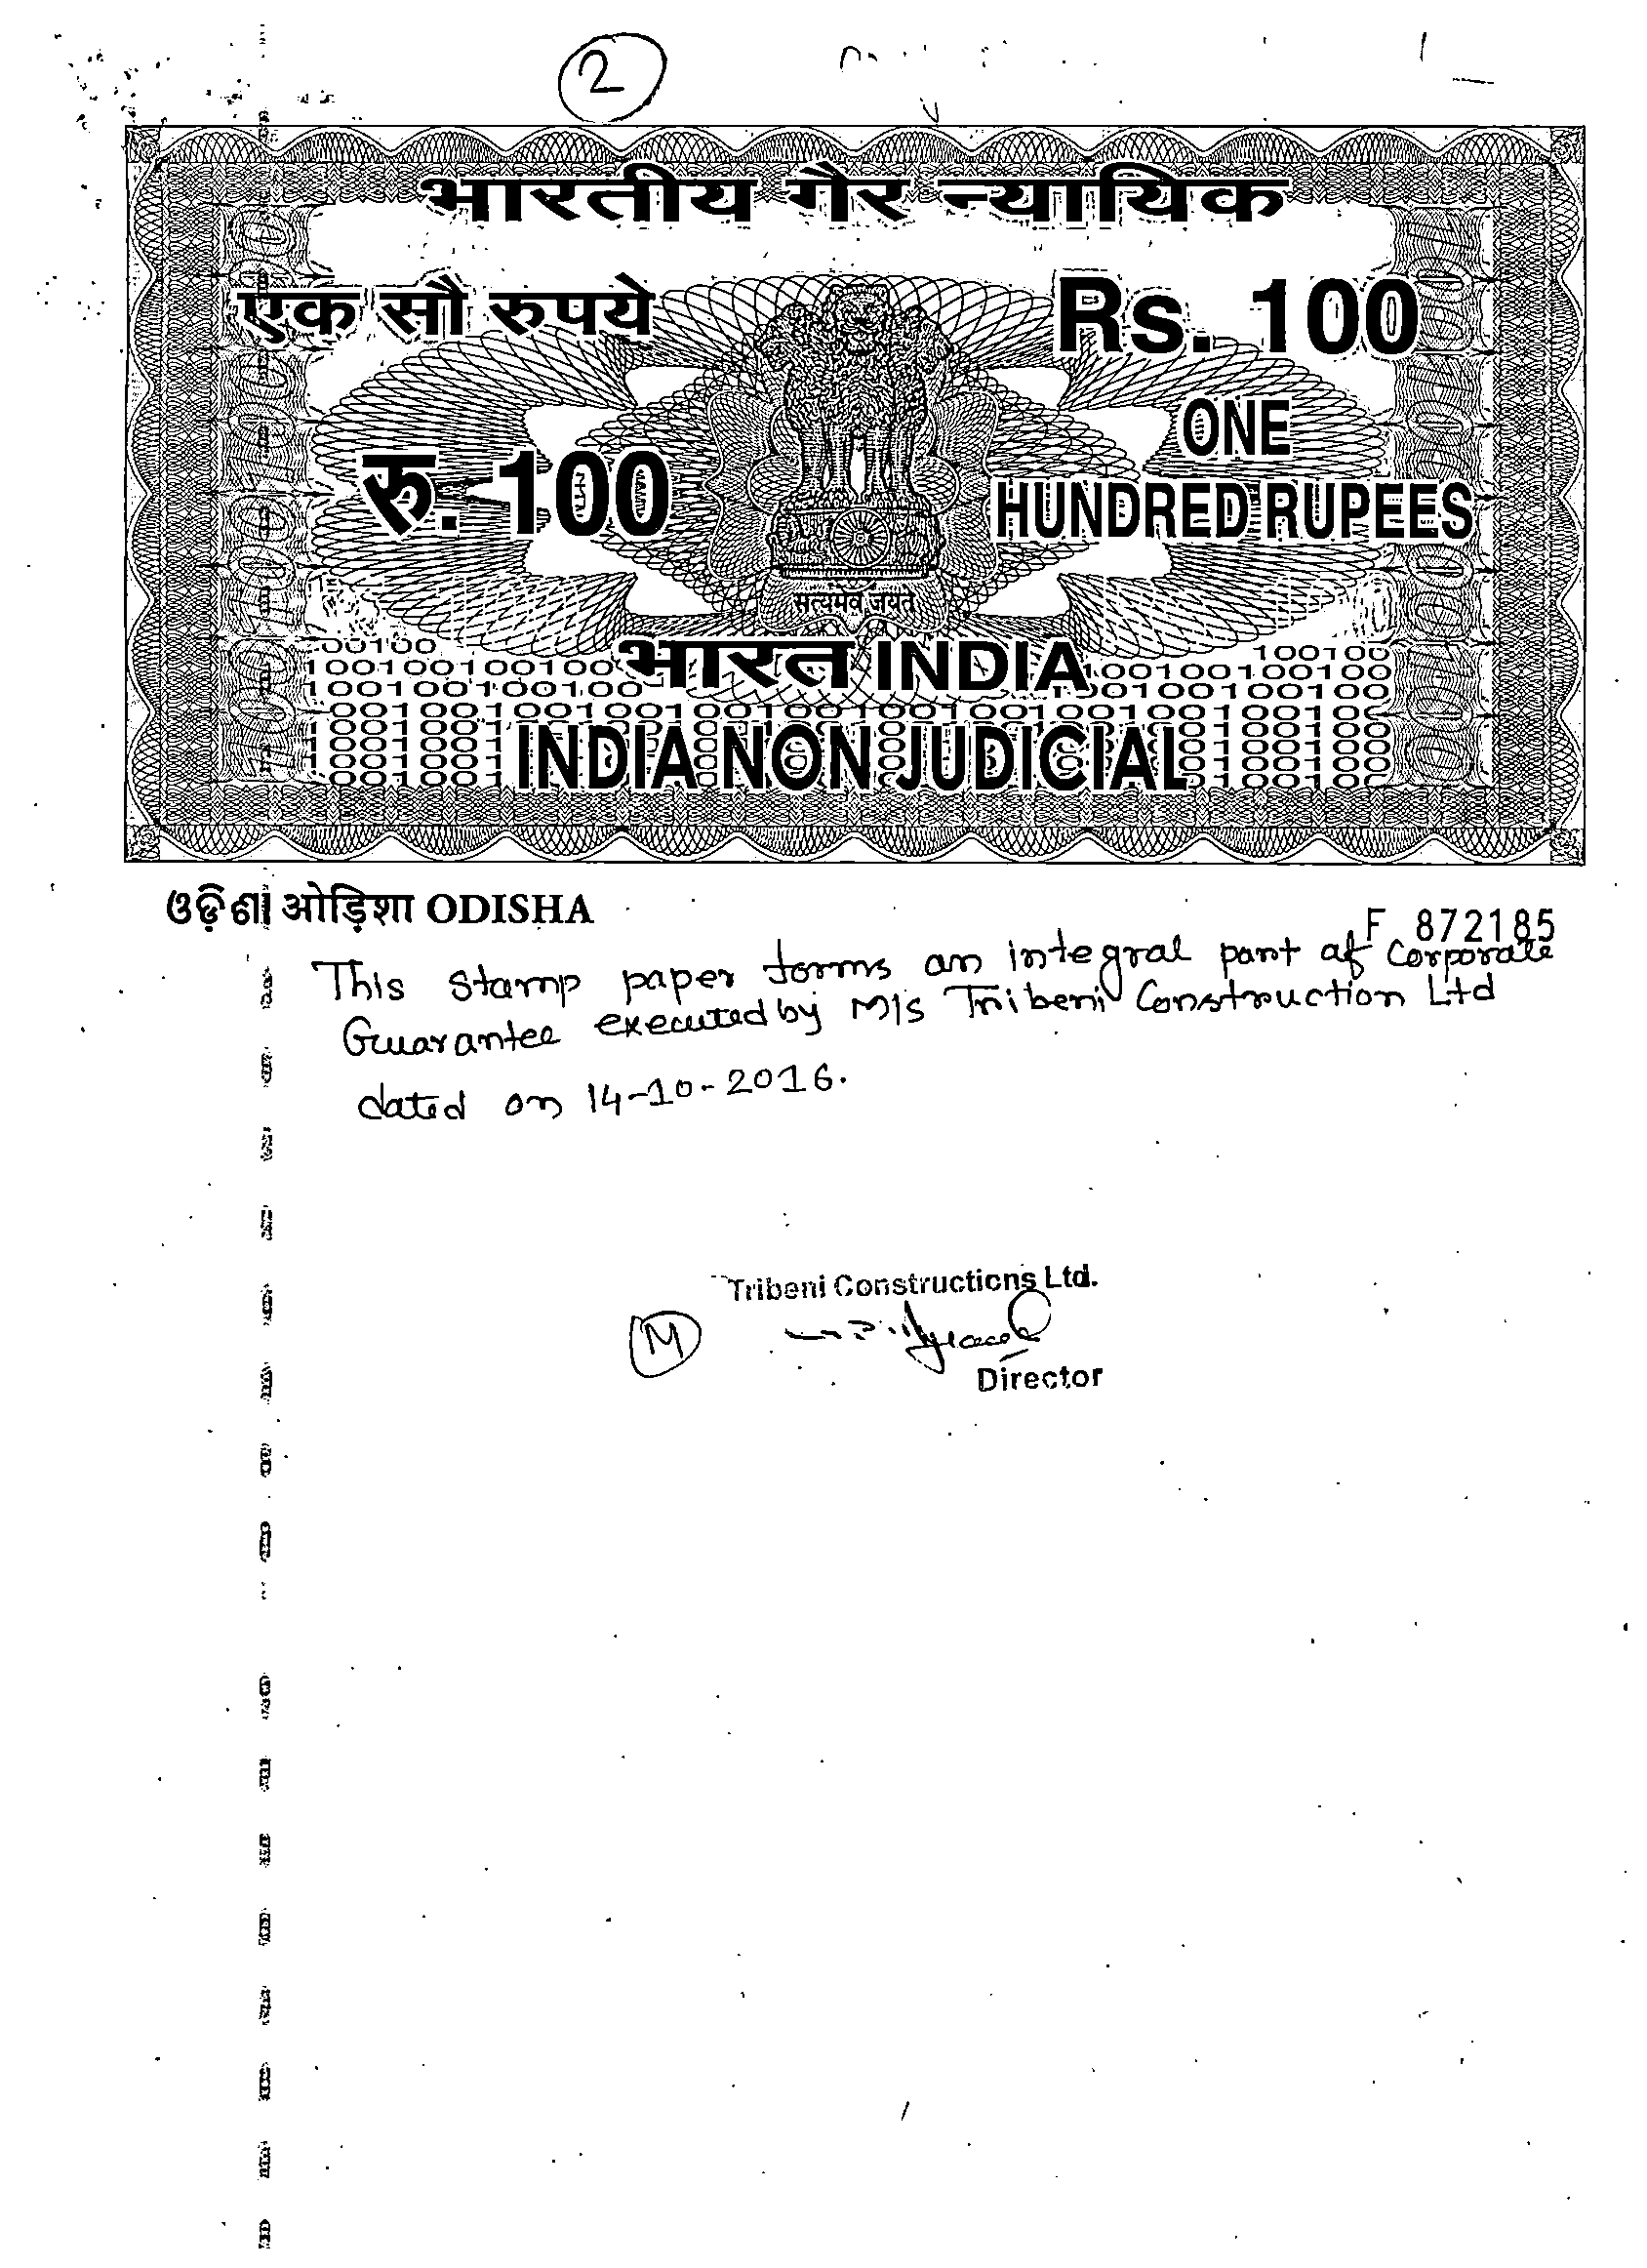 2
भारतीय गैर न्यायिक
एक सौ रुपये
Rs. 100
रु. 100
ONE
HUNDRED RUPEES
सत्यमेव जयते
भारत INDIA
INDIA NON JUDICIAL
ଓଡ଼ିଶା ओड़िशा ODISHA
F 872185
This stamp paper forms an integral part of Corporate
Guarantee executed by M/s Tribeni Construction Ltd
dated on 14-10-2016.
Tribeni Constructions Ltd.
M
Director